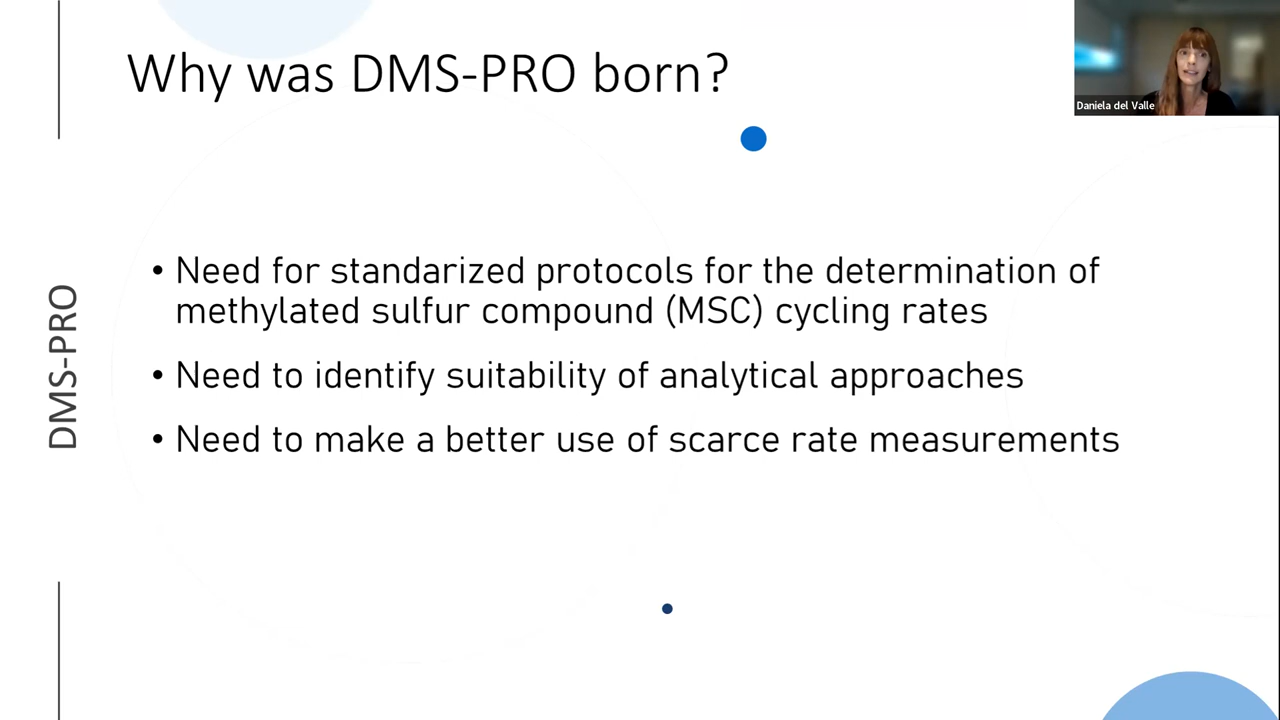 Why was DMS-PRO born?
Daniela del Valle
DMS-PRO
• Need for standarized protocols for the determination of
methylated sulfur compound (MSC) cycling rates
• Need to identify suitability of analytical approaches
• Need to make a better use of scarce rate measurements